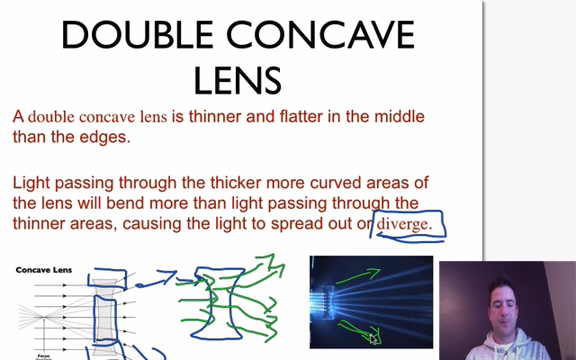 DOUBLE CONCAVE
LENS
A double concave lens is thinner and flatter in the middle
than the edges.
Light passing through the thicker more curved areas of
the lens will bend more than light passing through the
thinner areas, causing the light to spread out or diverge.
Concave Lens
Focus